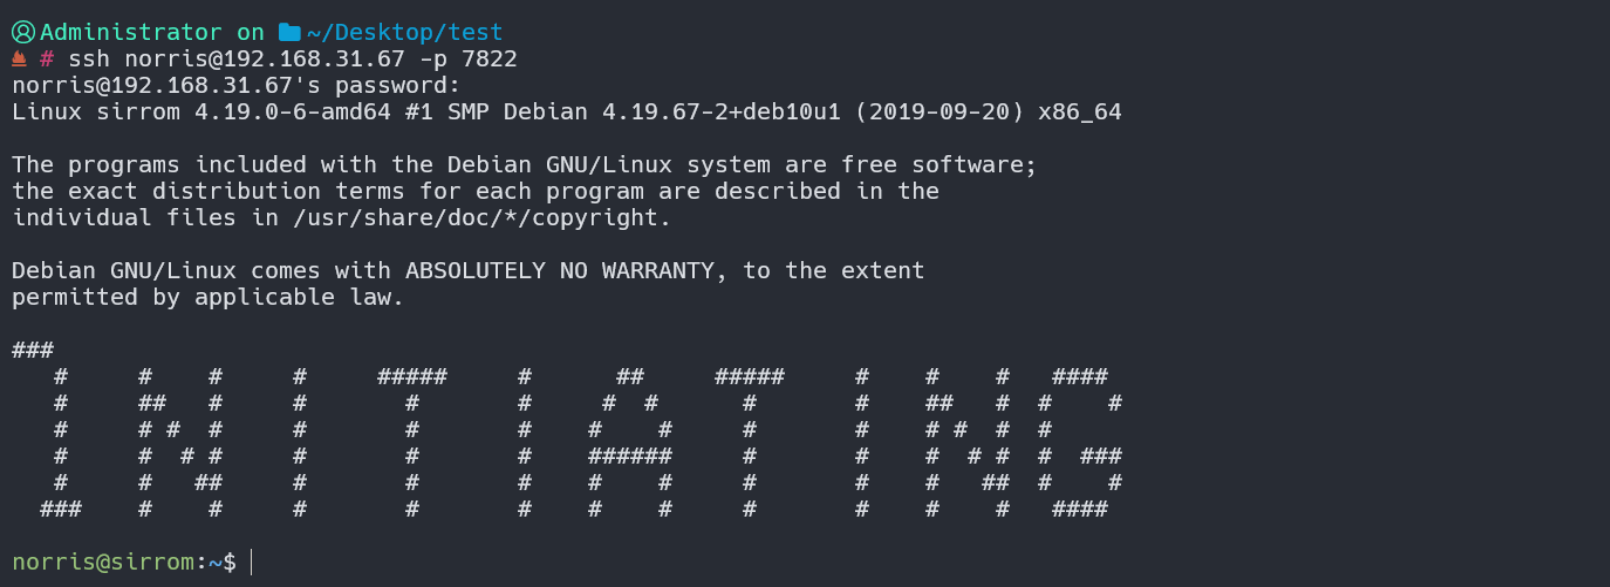 Administrator on ~/Desktop/test
# ssh norris@192.168.31.67 -p 7822
norris@192.168.31.67's password:
Linux sirrom 4.19.0-6-amd64 #1 SMP Debian 4.19.67-2+deb10u1 (2019-09-20) x86_64
The programs included with the Debian GNU/Linux system are free software;
the exact distribution terms for each program are described in the
individual files in /usr/share/doc/*/copyright.
Debian GNU/Linux comes with ABSOLUTELY NO WARRANTY, to the extent
permitted by applicable law.
INITIATING
norris@sirrom:~$